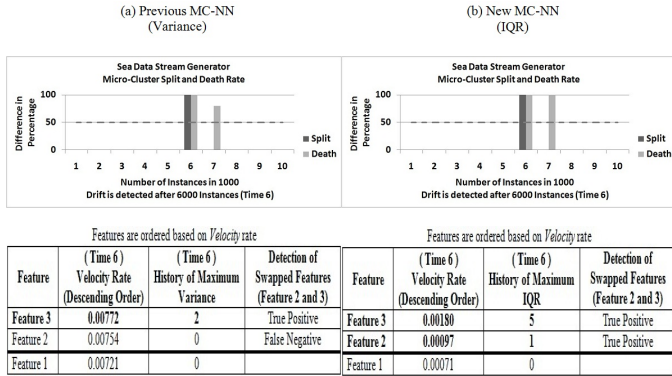 (a) Previous MC-NN
(Variance)
Sea Data Stream Generator
Micro-Cluster Split and Death Rate
Difference in
Percentage
100
50
0
1 2 3 4 5 6 7 8 9 10
Split
Death
Number of Instances in 1000
Drift is detected after 6000 Instances (Time 6)
Features are ordered based on Velocity rate
Feature
( Time 6 )
Velocity Rate
(Descending Order)
( Time 6 )
History of Maximum
Variance
Detection of
Swapped Features
(Feature 2 and 3)
Feature 3 0.00772 2 True Positive
Feature 2 0.00754 0 False Negative
Feature 1 0.00721 0
(b) New MC-NN
(IQR)
Sea Data Stream Generator
Micro-Cluster Split and Death Rate
Difference in
Percentage
100
50
0
1 2 3 4 5 6 7 8 9 10
Split
Death
Number of Instances in 1000
Drift is detected after 6000 Instances (Time 6)
Features are ordered based on Velocity rate
Feature
( Time 6 )
Velocity Rate
(Descending Order)
( Time 6 )
History of Maximum
IQR
Detection of
Swapped Features
(Feature 2 and 3)
Feature 3 0.00180 5 True Positive
Feature 2 0.00097 1 True Positive
Feature 1 0.00071 0